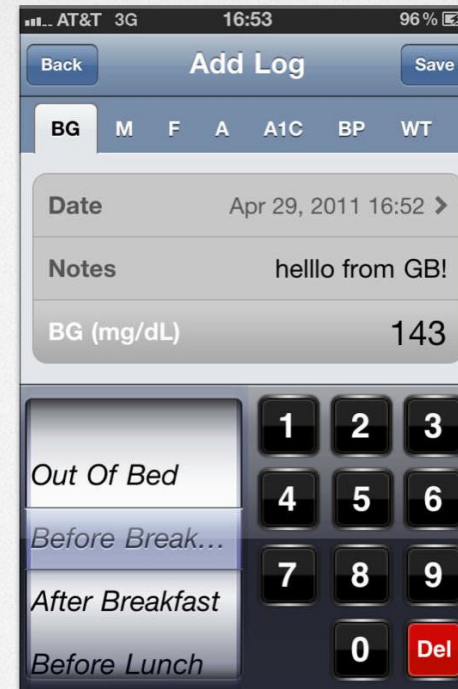 AT&T 3G 16:53 96 %
Back Add Log Save
BG M F A A1C BP WT
Date Apr 29, 2011 16:52
Notes helllo from GB!
BG (mg/dL) 143
1 2 3
Out Of Bed
4 5 6
Before Break...
7 8 9
After Breakfast
0 Del
Before Lunch